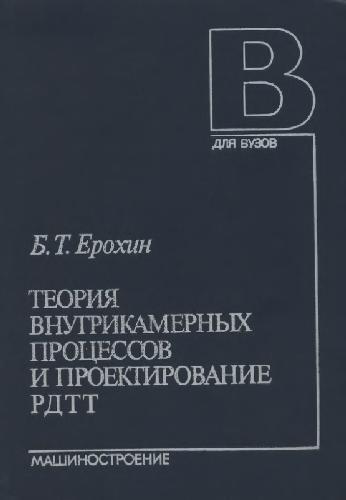 В
ДЛЯ ВУЗОВ
Б. Т. Ерохин
ТЕОРИЯ
ВНУТРИКАМЕРНЫХ
ПРОЦЕССОВ
И ПРОЕКТИРОВАНИЕ
РДТТ
МАШИНОСТРОЕНИЕ